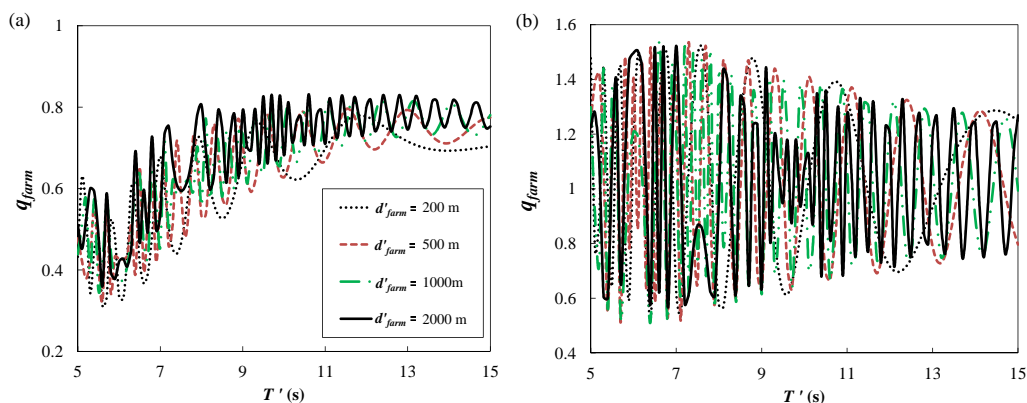 (a)
1
0.8
0.6
0.4
0.2
q_farm
5 7 9 11 13 15
T ' (s)
d'_farm = 200 m
d'_farm = 500 m
d'_farm = 1000m
d'_farm = 2000 m
(b)
1.6
1.4
1.2
1
0.8
0.6
0.4
q_farm
5 7 9 11 13 15
T ' (s)